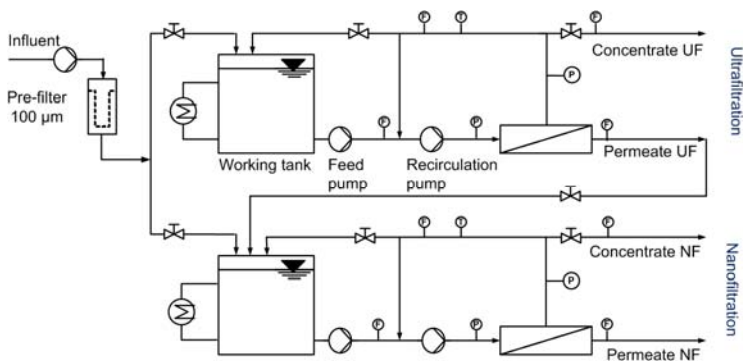 F
T
F
Influent
Concentrate UF
Pre-filter
100 µm
M
P
F
P
F
Permeate UF
Working tank
Feed
pump
Recirculation
pump
Ultrafiltration
F
T
F
Concentrate NF
M
P
F
P
F
Permeate NF
Nanofiltration